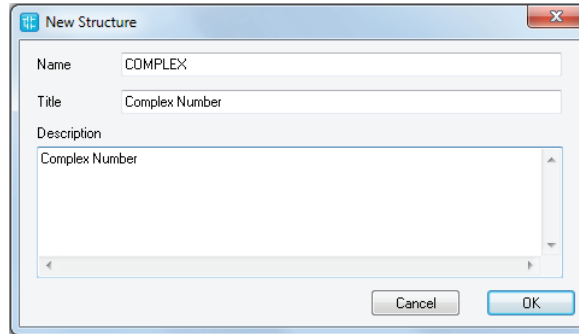 New Structure
Name COMPLEX
Title Complex Number
Description
Complex Number
Cancel OK